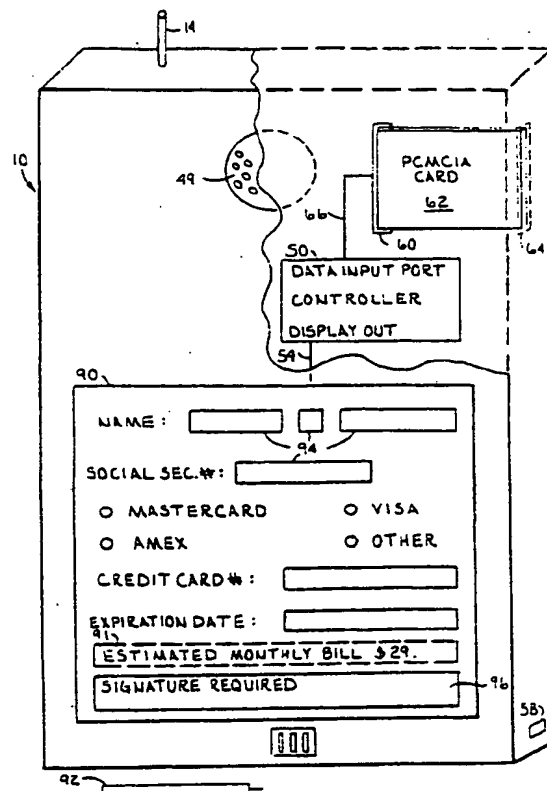 14
10
49
PCMCIA
CARD
62
66
60
64
50
DATA INPUT PORT
CONTROLLER
DISPLAY OUT
54
90
NAME:
94
SOCIAL SEC.#:
MASTERCARD
VISA
AMEX
OTHER
CREDIT CARD #:
EXPIRATION DATE:
91
ESTIMATED MONTHLY BILL $29.
SIGNATURE REQUIRED
96
58
92